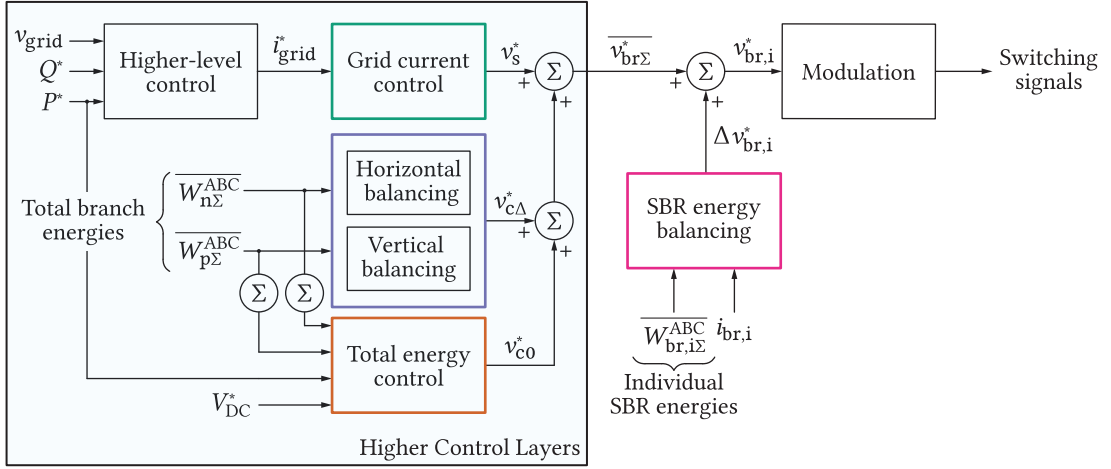 v_grid
Q*
P*
Higher-level
control
i*_grid
Grid current
control
v*_s
Σ
+
+
v*_brΣ
Σ
+
+
v*_br,i
Modulation
Switching
signals
Δv*_br,i
SBR energy
balancing
W^ABC_br,iΣ
i_br,i
Individual
SBR energies
Total branch
energies
W^ABC_nΣ
W^ABC_pΣ
Horizontal
balancing
Vertical
balancing
v*_cΔ
Σ
+
+
Σ
Σ
Total energy
control
v*_c0
V*_DC
Higher Control Layers